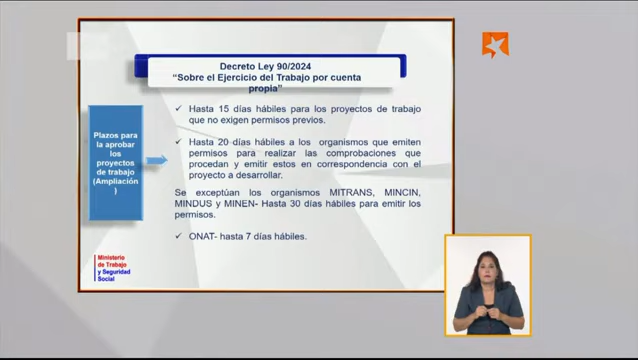 Decreto Ley 90/2024
“Sobre el Ejercicio del Trabajo por cuenta
propia”
Plazos para
la aprobar
los
proyectos
de trabajo
(Ampliación
)
Hasta 15 días hábiles para los proyectos de trabajo
que no exigen permisos previos.
Hasta 20 días hábiles a los organismos que emiten
permisos para realizar las comprobaciones que
procedan y emitir estos en correspondencia con el
proyecto a desarrollar.
Se exceptúan los organismos MITRANS, MINCIN,
MINDUS y MINEN- Hasta 30 días hábiles para emitir los
permisos.
ONAT- hasta 7 días hábiles.
Ministerio
de Trabajo
y Seguridad
Social